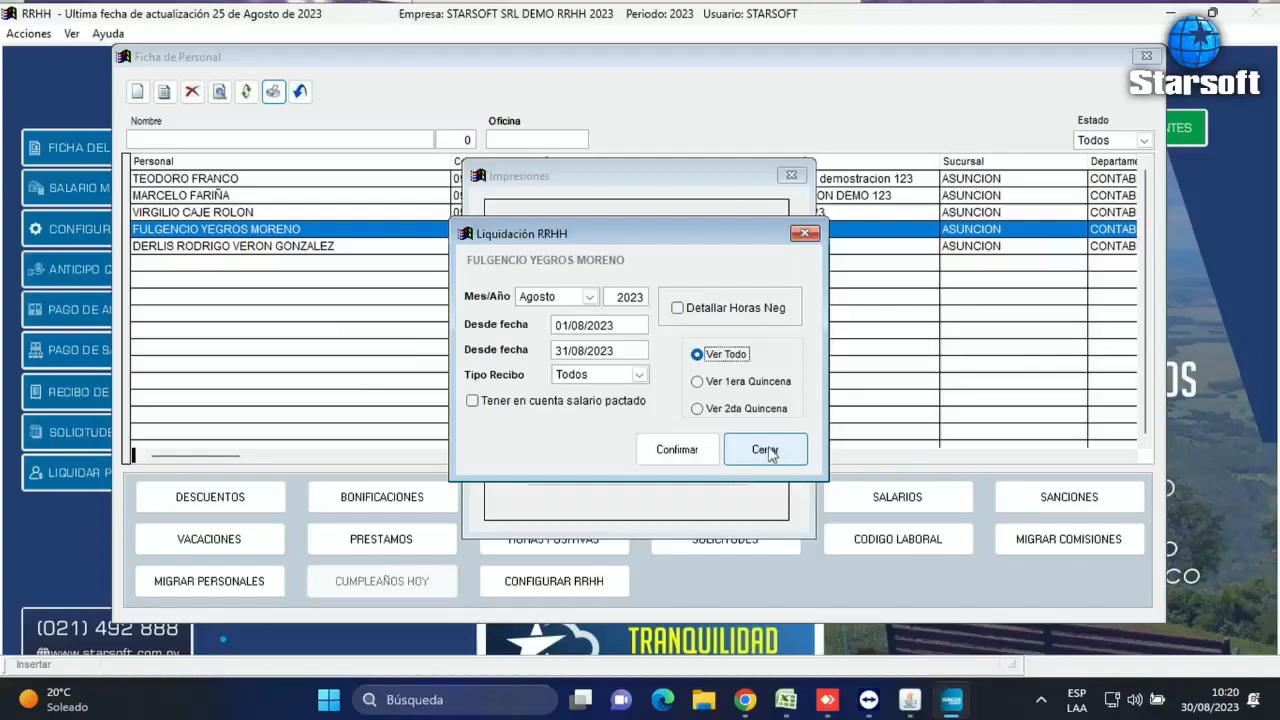 RRHH - Ultima fecha de actualización 25 de Agosto de 2023 Empresa: STARSOFT SRL DEMO RRHH 2023 Periodo: 2023 Usuario: STARSOFT
Acciones Ver Ayuda
Starsoft
Ficha de Personal
Nombre Oficina Estado
0 Todos
Personal Sucursal Departame
TEODORO FRANCO demostracion 123 ASUNCION CONTAB
MARCELO FARIÑA ON DEMO 123 ASUNCION CONTAB
VIRGILIO CAJE ROLON ASUNCION CONTAB
FULGENCIO YEGROS MORENO ASUNCION CONTAB
DERLIS RODRIGO VERON GONZALEZ ASUNCION CONTAB
FICHA DEL
SALARIO M
CONFIGUR
ANTICIPO Q
PAGO DE A
PAGO DE S
RECIBO DE
SOLICITUDE
LIQUIDAR P
Impresiones
Liquidación RRHH
FULGENCIO YEGROS MORENO
Mes/Año Agosto 2023 Detallar Horas Neg
Desde fecha 01/08/2023
Desde fecha 31/08/2023 Ver Todo
Tipo Recibo Todos Ver 1era Quincena
Tener en cuenta salario pactado Ver 2da Quincena
Confirmar Cerrar
DESCUENTOS BONIFICACIONES SALARIOS SANCIONES
VACACIONES PRESTAMOS HORAS POSITIVAS SOLICITUDES CODIGO LABORAL MIGRAR COMISIONES
MIGRAR PERSONALES CUMPLEAÑOS HOY CONFIGURAR RRHH
(021) 492 888
www.starsoft.com.py
TRANQUILIDAD
NTES
OS
CO
Insertar
20°C
Soleado
Búsqueda
ESP
LAA
10:20
30/08/2023